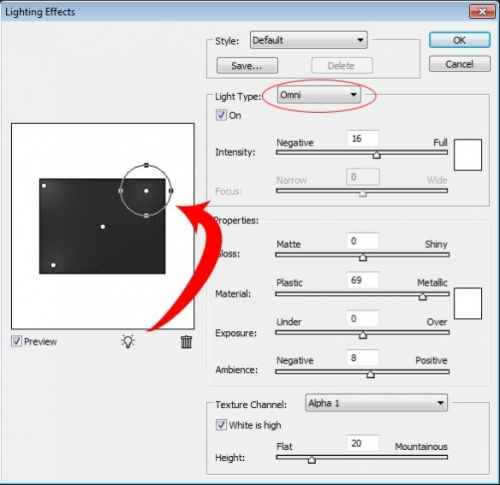 Lighting Effects
Style: Default
OK
Save... Delete
Cancel
Light Type: Omni
On
Negative 16 Full
Intensity:
Narrow 0 Wide
Focus:
Properties:
Matte 0 Shiny
Gloss:
Plastic 69 Metallic
Material:
Under 0 Over
Exposure:
Negative 8 Positive
Ambience:
Preview
Texture Channel: Alpha 1
White is high
Flat 20 Mountainous
Height: